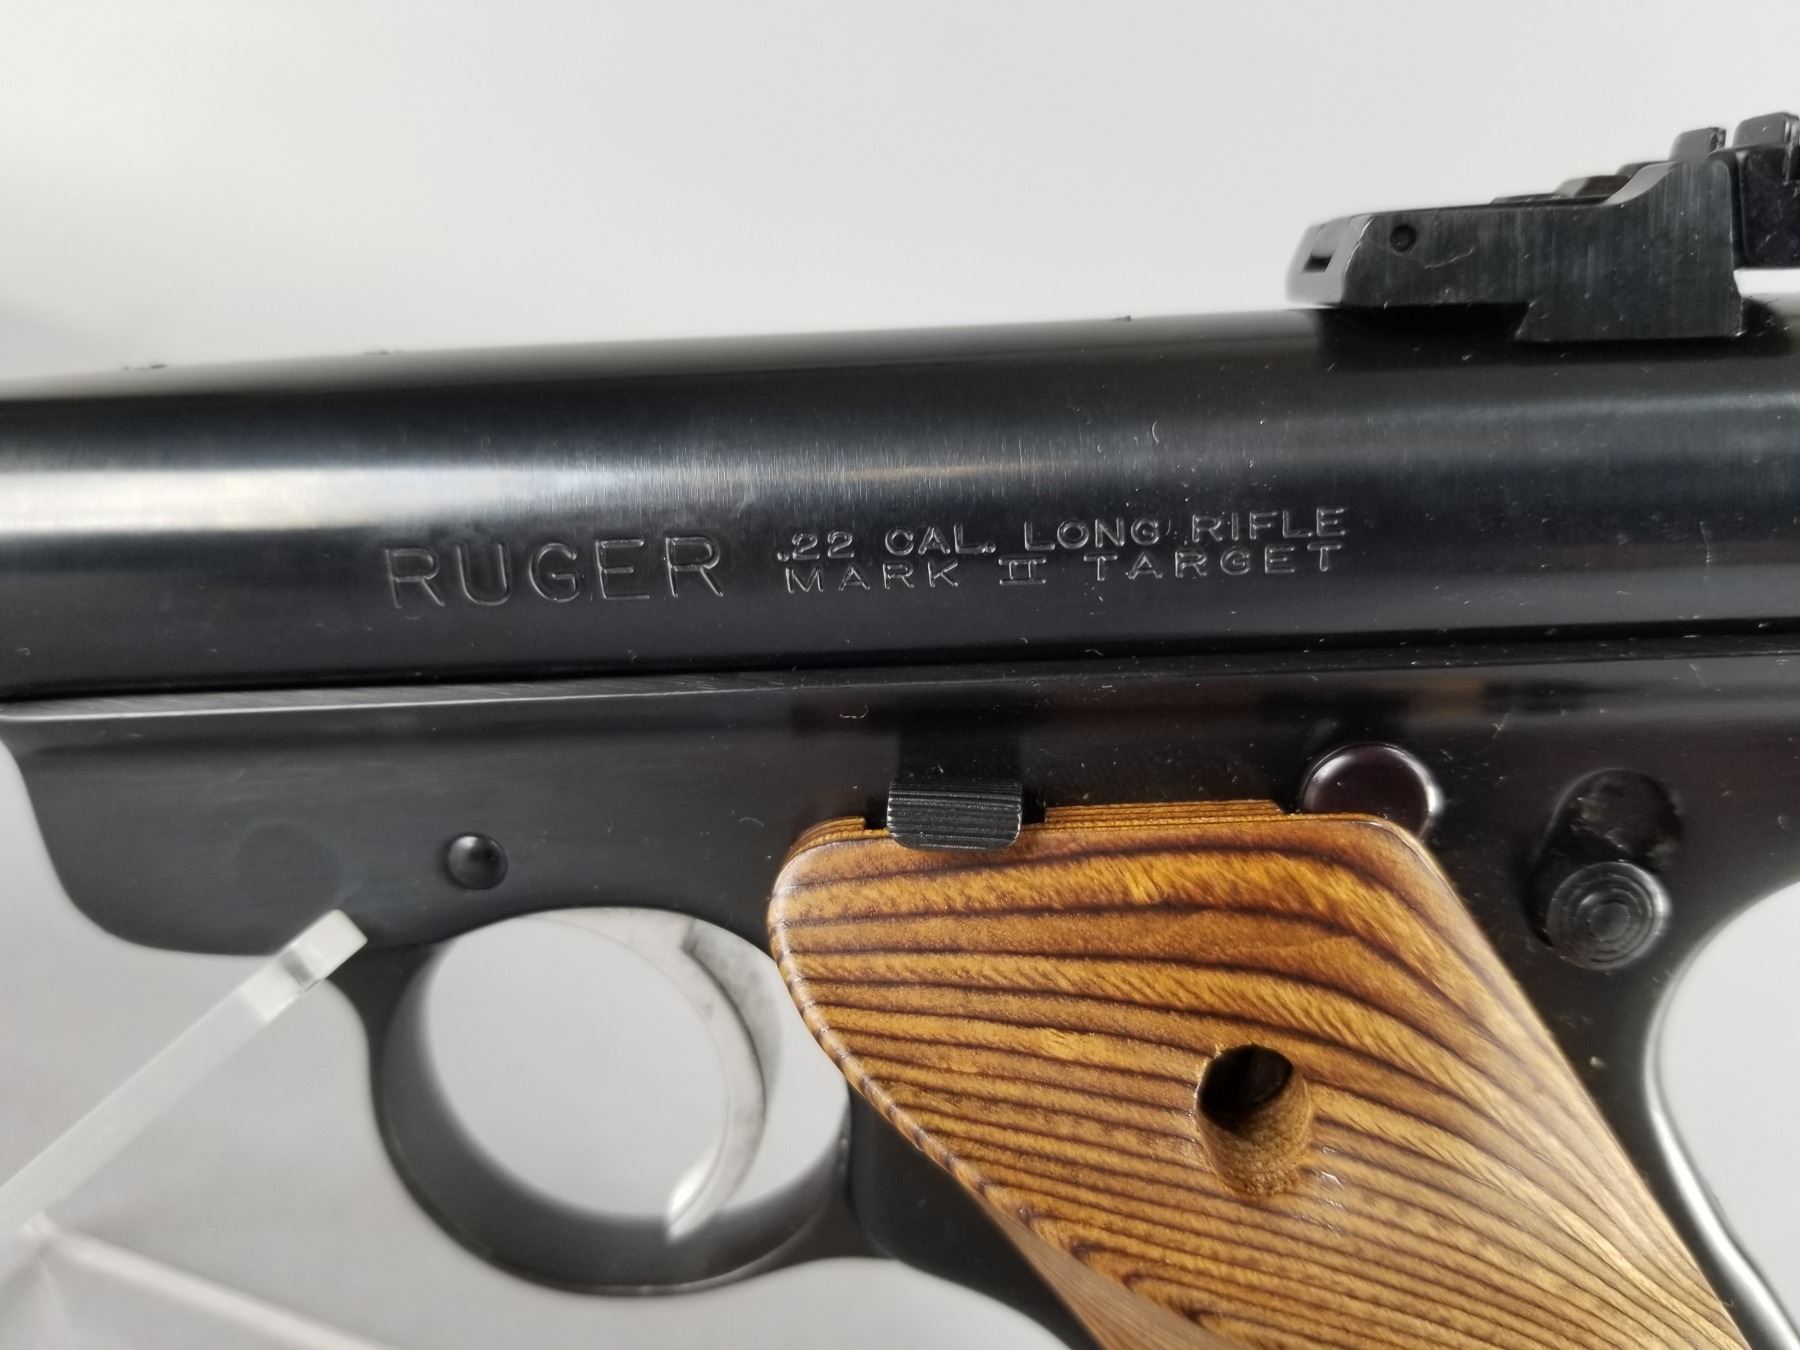 RUGER .22 CAL. LONG RIFLE
MARK II TARGET